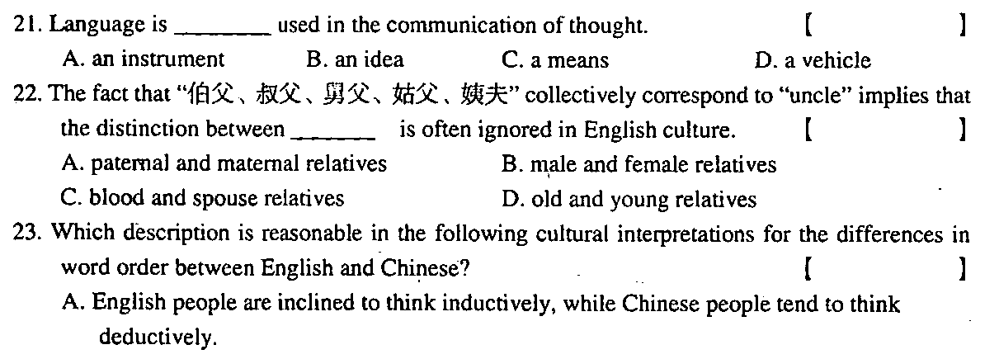 21. Language is ________ used in the communication of thought. 【 】
A. an instrument B. an idea C. a means D. a vehicle
22. The fact that “伯父、叔父、舅父、姑父、姨夫” collectively correspond to “uncle” implies that
the distinction between ________ is often ignored in English culture. 【 】
A. paternal and maternal relatives B. male and female relatives
C. blood and spouse relatives D. old and young relatives
23. Which description is reasonable in the following cultural interpretations for the differences in
word order between English and Chinese? 【 】
A. English people are inclined to think inductively, while Chinese people tend to think
deductively.